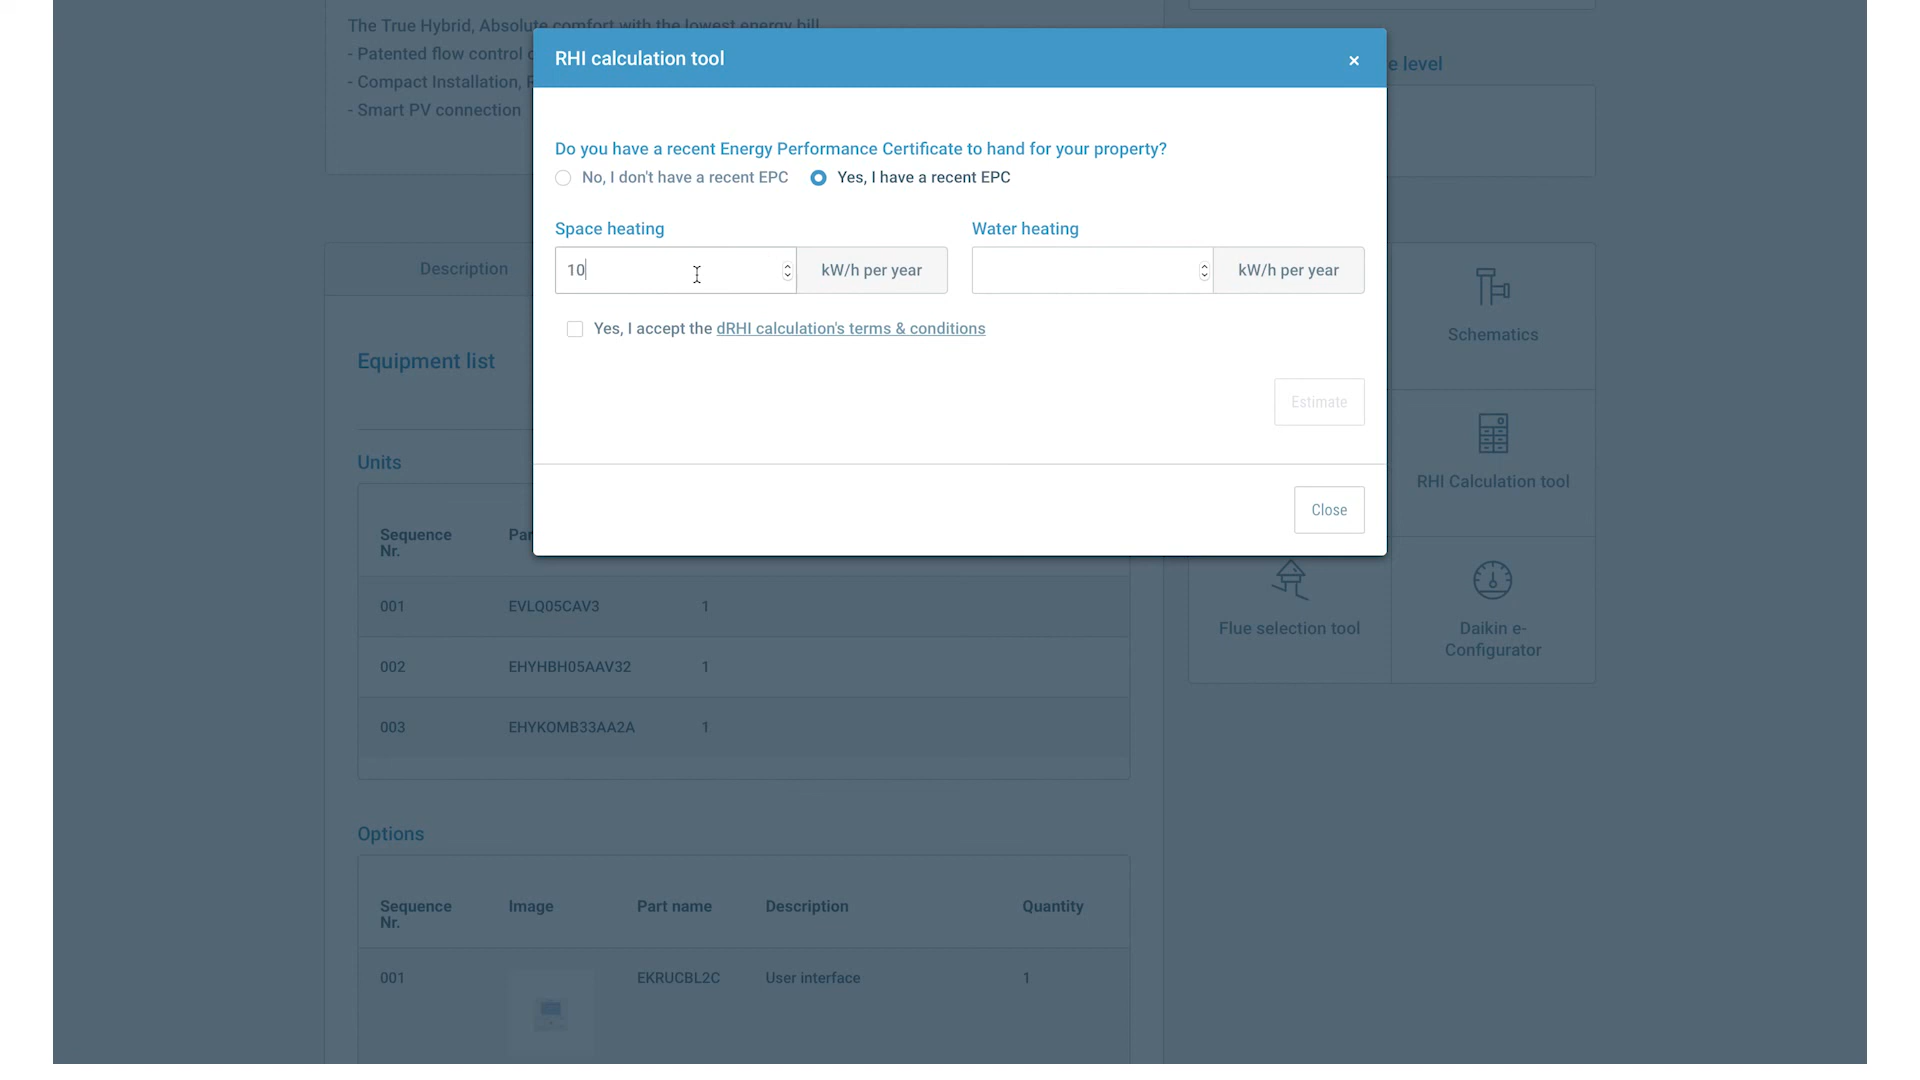 The True Hybrid, Absolute comfort with the lowest energy bill
- Patented flow control
- Compact Installation,
- Smart PV connection
RHI calculation tool
×
e level
Do you have a recent Energy Performance Certificate to hand for your property?
No, I don't have a recent EPC
Yes, I have a recent EPC
Space heating
Water heating
10
kW/h per year
kW/h per year
Yes, I accept the dRHI calculation's terms & conditions
Estimate
Close
Description
Equipment list
Units
Sequence Nr.
Par
001 EVLQ05CAV3 1
002 EHYHBH05AAV32 1
003 EHYKOMB33AA2A 1
Schematics
RHI Calculation tool
Flue selection tool
Daikin e-
Configurator
Options
Sequence Nr.
Image
Part name
Description
Quantity
001 EKRUCBL2C User interface 1